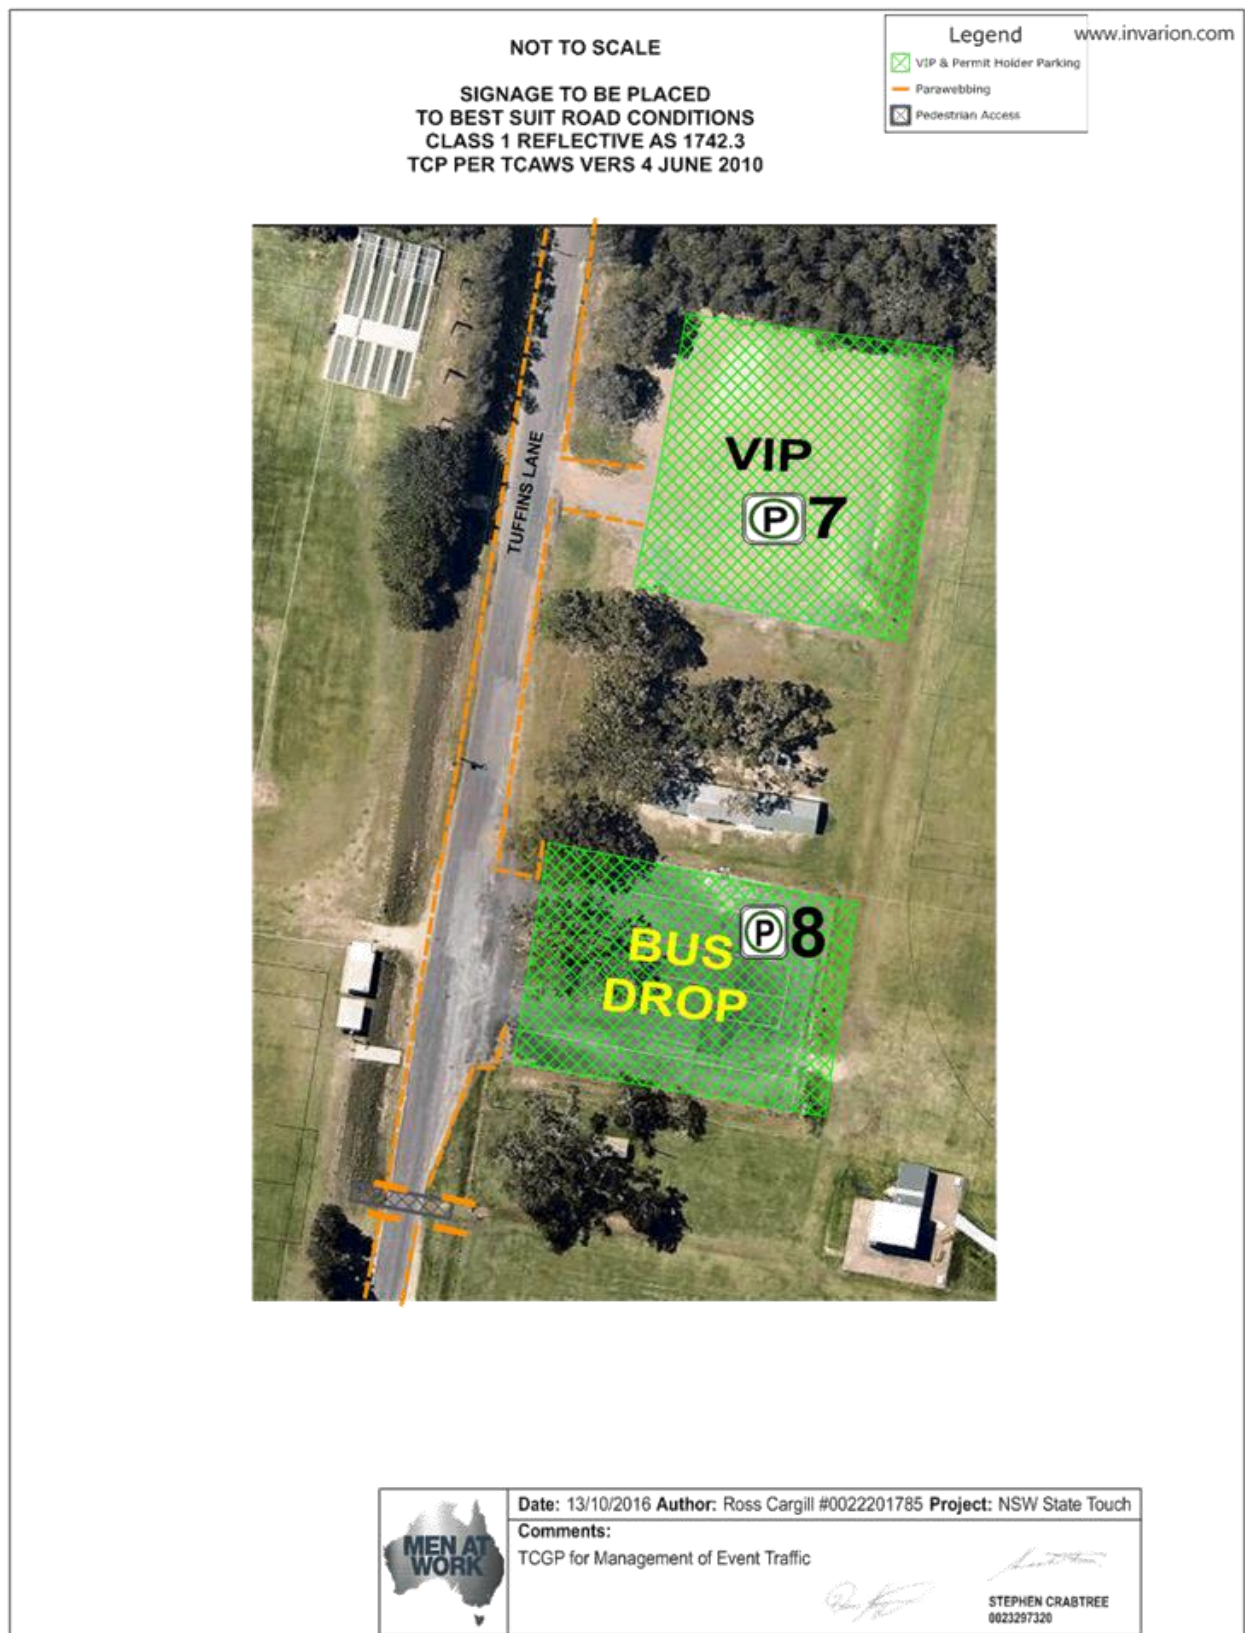 NOT TO SCALE
SIGNAGE TO BE PLACED
TO BEST SUIT ROAD CONDITIONS
CLASS 1 REFLECTIVE AS 1742.3
TCP PER TCAWS VERS 4 JUNE 2010
Legend
www.invarion.com
VIP & Permit Holder Parking
Parawebbing
Pedestrian Access
TUFFINS LANE
VIP
P 7
P 8
BUS
DROP
MEN AT
WORK
Date: 13/10/2016 Author: Ross Cargill #0022201785 Project: NSW State Touch
Comments:
TCGP for Management of Event Traffic
STEPHEN CRABTREE
0023297320